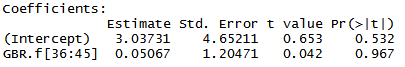 Coefficients:
Estimate Std. Error t value Pr(>|t|)
(Intercept) 3.03731 4.65211 0.653 0.532
GBR.f[36:45] 0.05067 1.20471 0.042 0.967